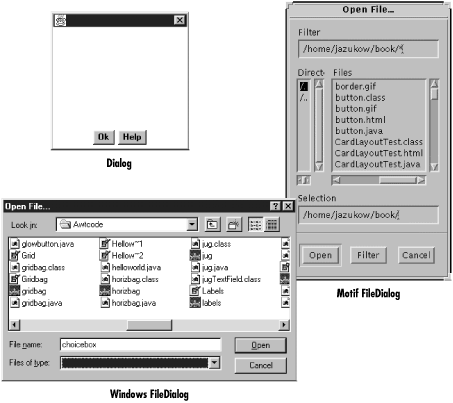 Ok Help
Dialog
Open File...
Filter
/home/jazukow/book/*
Direct Files
/.
/..
border.gif
button.class
button.gif
button.html
button.java
CardLayoutTest.class
CardLayoutTest.html
CardLayoutTest.java
Selection
/home/jazukow/book/
Open Filter Cancel
Motif FileDialog
Open File...
Look in: Awtcode
glowbutton.java Hellow~1 jug.class
Grid Hellow~2 jug
gridbag.class helloworld.java jug.java
Gridbag horizbag.class jugTextField.class
gridbag horizbag Labels
gridbag.java horizbag.java labels
File name: choicebox Open
Files of type: Cancel
Windows FileDialog